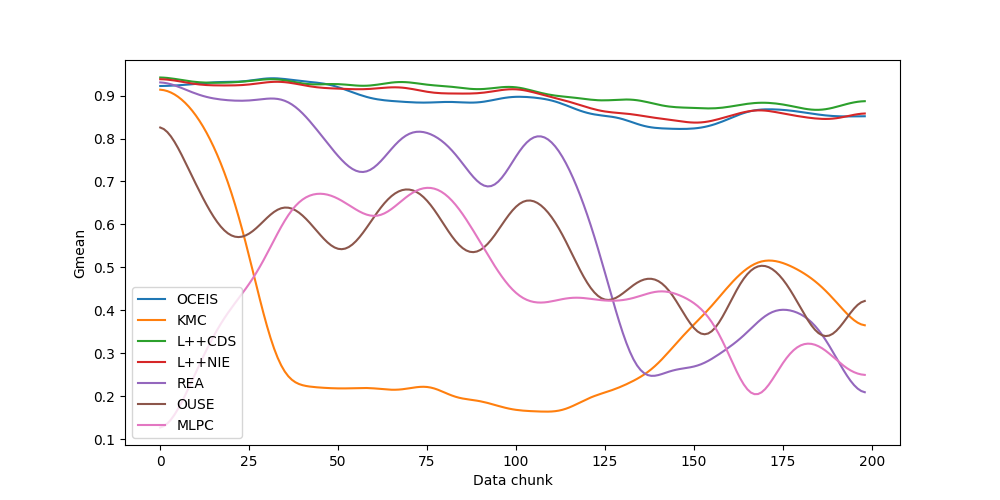 0.9
0.8
0.7
0.6
0.5
0.4
0.3
0.2
0.1
Gmean
OCEIS
KMC
L++CDS
L++NIE
REA
OUSE
MLPC
0 25 50 75 100 125 150 175 200
Data chunk